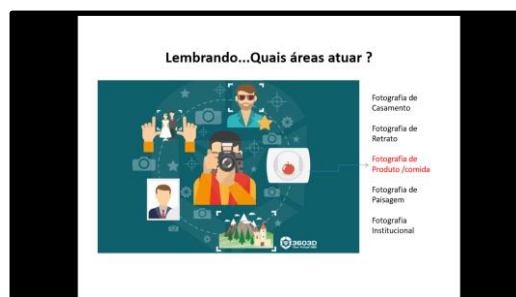 Lembrando...Quais áreas atuar ?
Fotografia de
Casamento
Fotografia de
Retrato
Fotografia de
Produto /comida
Fotografia de
Paisagem
Fotografia
Institucional
3603D